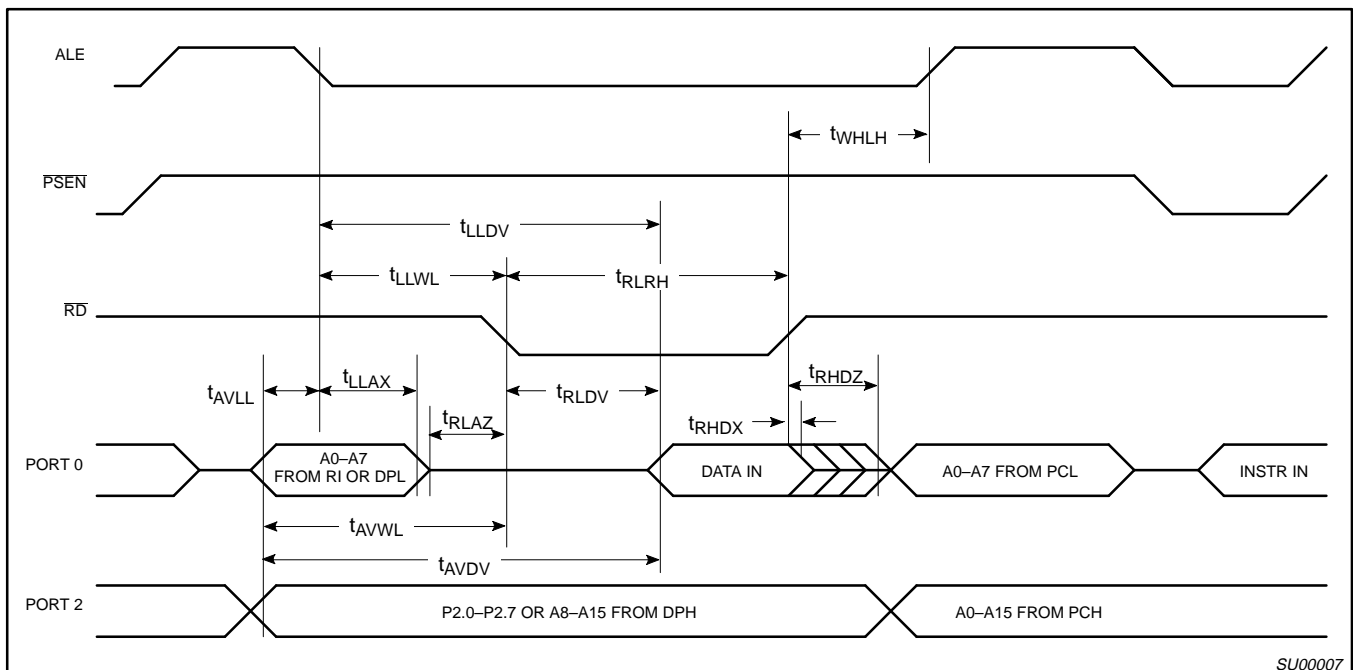 ALE
tWHLH
PSEN
tLLDV
tLLWL
tRLRH
RD
tAVLL
tLLAX
tRLDV
tRHDZ
tRLAZ
tRHDX
PORT 0
A0–A7
FROM RI OR DPL
DATA IN
A0–A7 FROM PCL
INSTR IN
tAVWL
tAVDV
PORT 2
P2.0–P2.7 OR A8–A15 FROM DPH
A0–A15 FROM PCH
SU00007